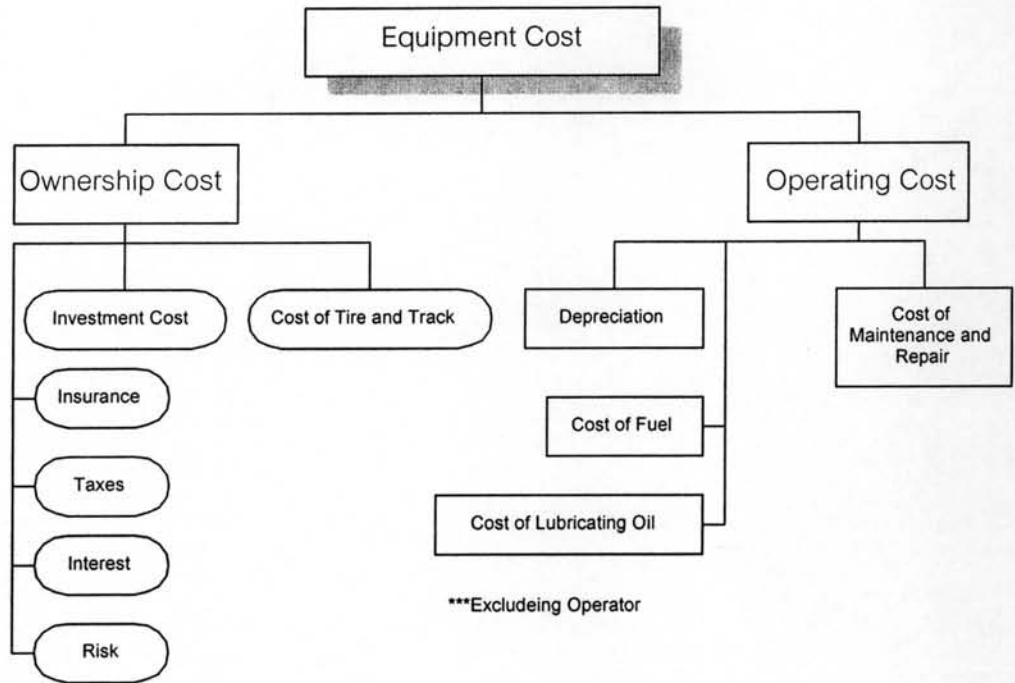 Equipment Cost
Ownership Cost
Operating Cost
Investment Cost
Cost of Tire and Track
Depreciation
Cost of
Maintenance and
Repair
Insurance
Cost of Fuel
Taxes
Cost of Lubricating Oil
Interest
***Excludeing Operator
Risk